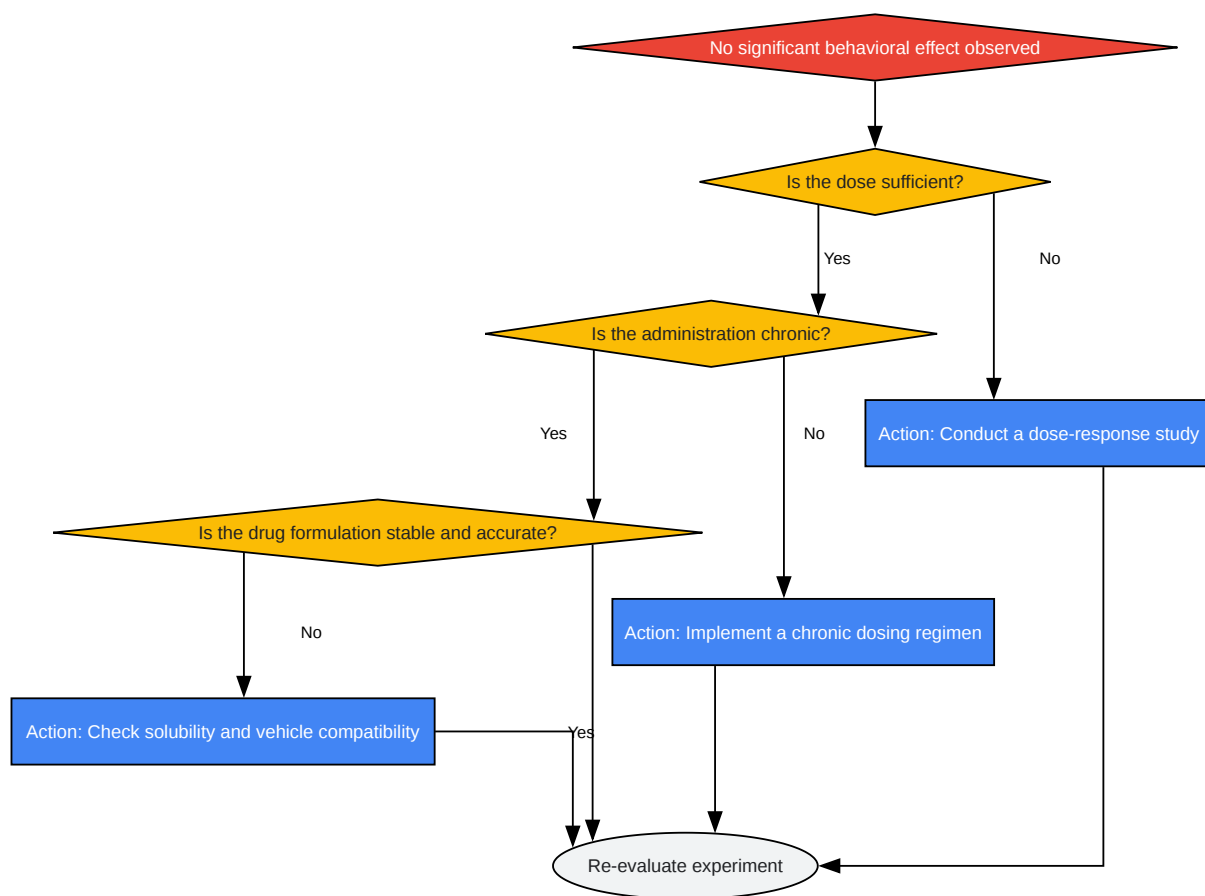 No significant behavioral effect observed
Is the dose sufficient?
Yes
No
Is the administration chronic?
Yes
No
Action: Conduct a dose-response study
Is the drug formulation stable and accurate?
No
Action: Implement a chronic dosing regimen
Action: Check solubility and vehicle compatibility
Yes
Re-evaluate experiment